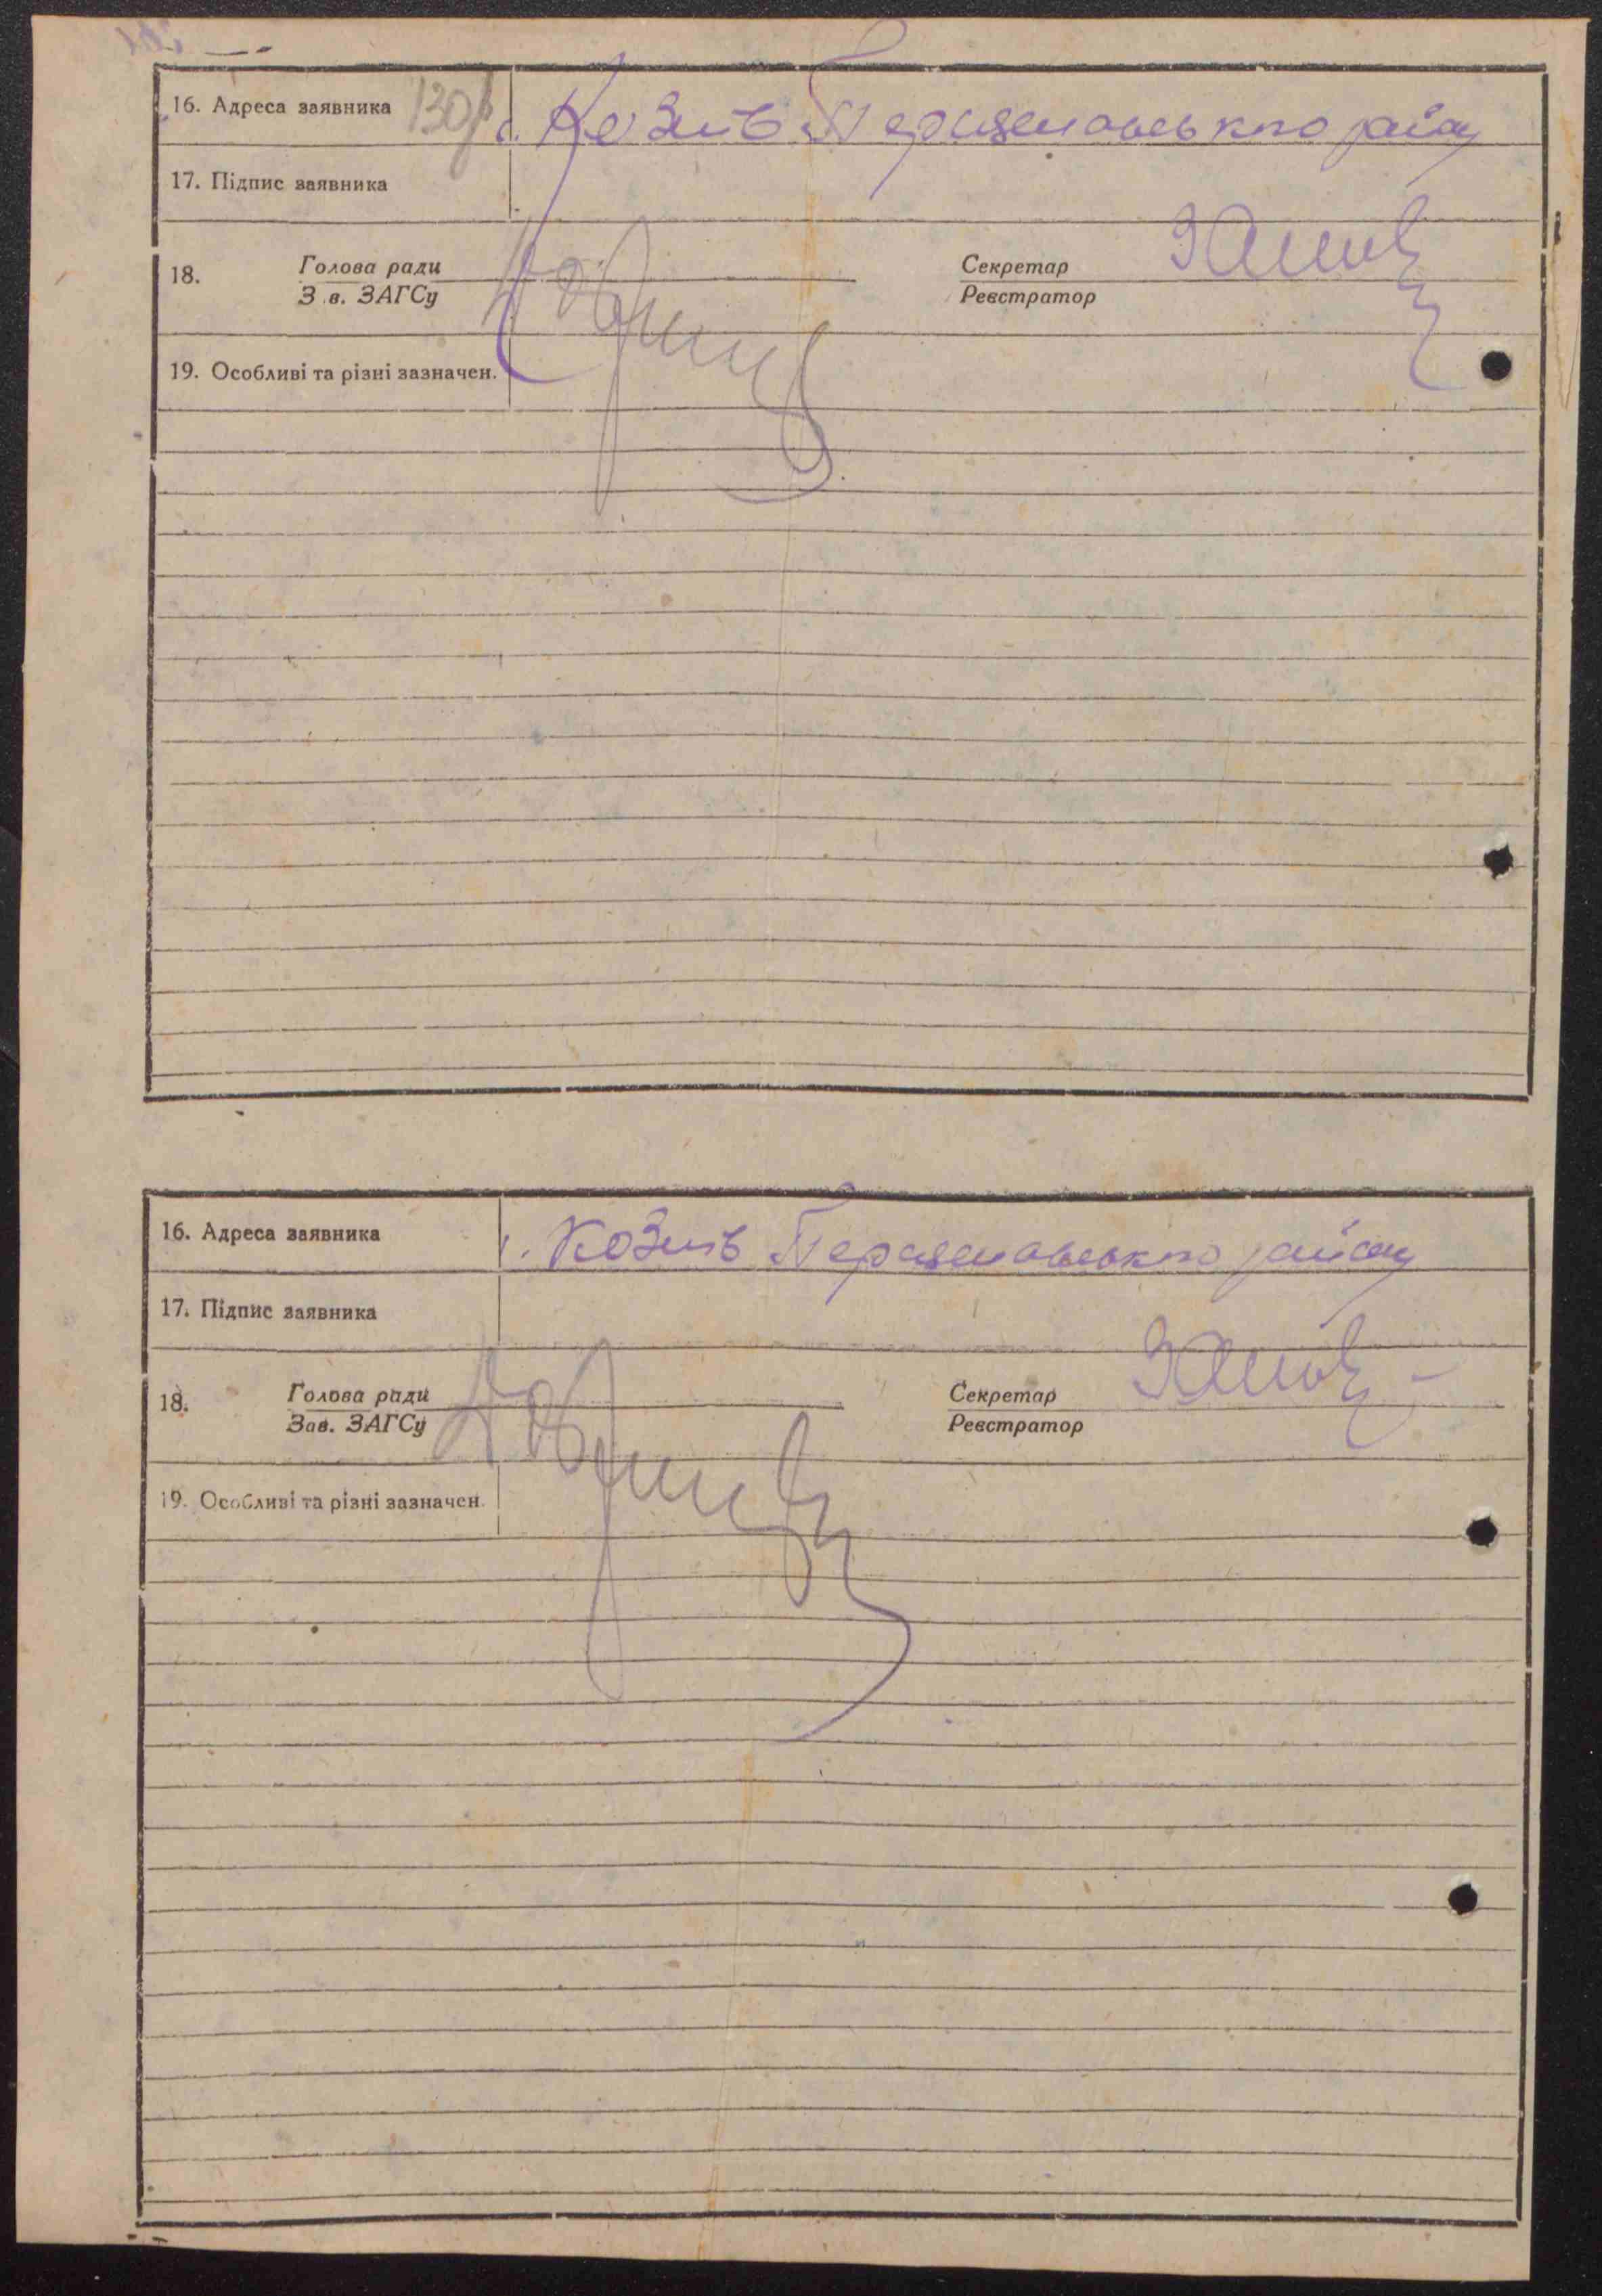 16. Адреса заявника 130 с. Козинь Переяславського району
17. Підпис заявника
18. Голова ради Секретар
З в. ЗАГСу Реєстратор
19. Особливі та різні зазначен.
16. Адреса заявника с. Козинь Переяславського району
17. Підпис заявника
18. Голова ради Секретар
Зав. ЗАГСу Реєстратор
19. Особливі та різні зазначен.